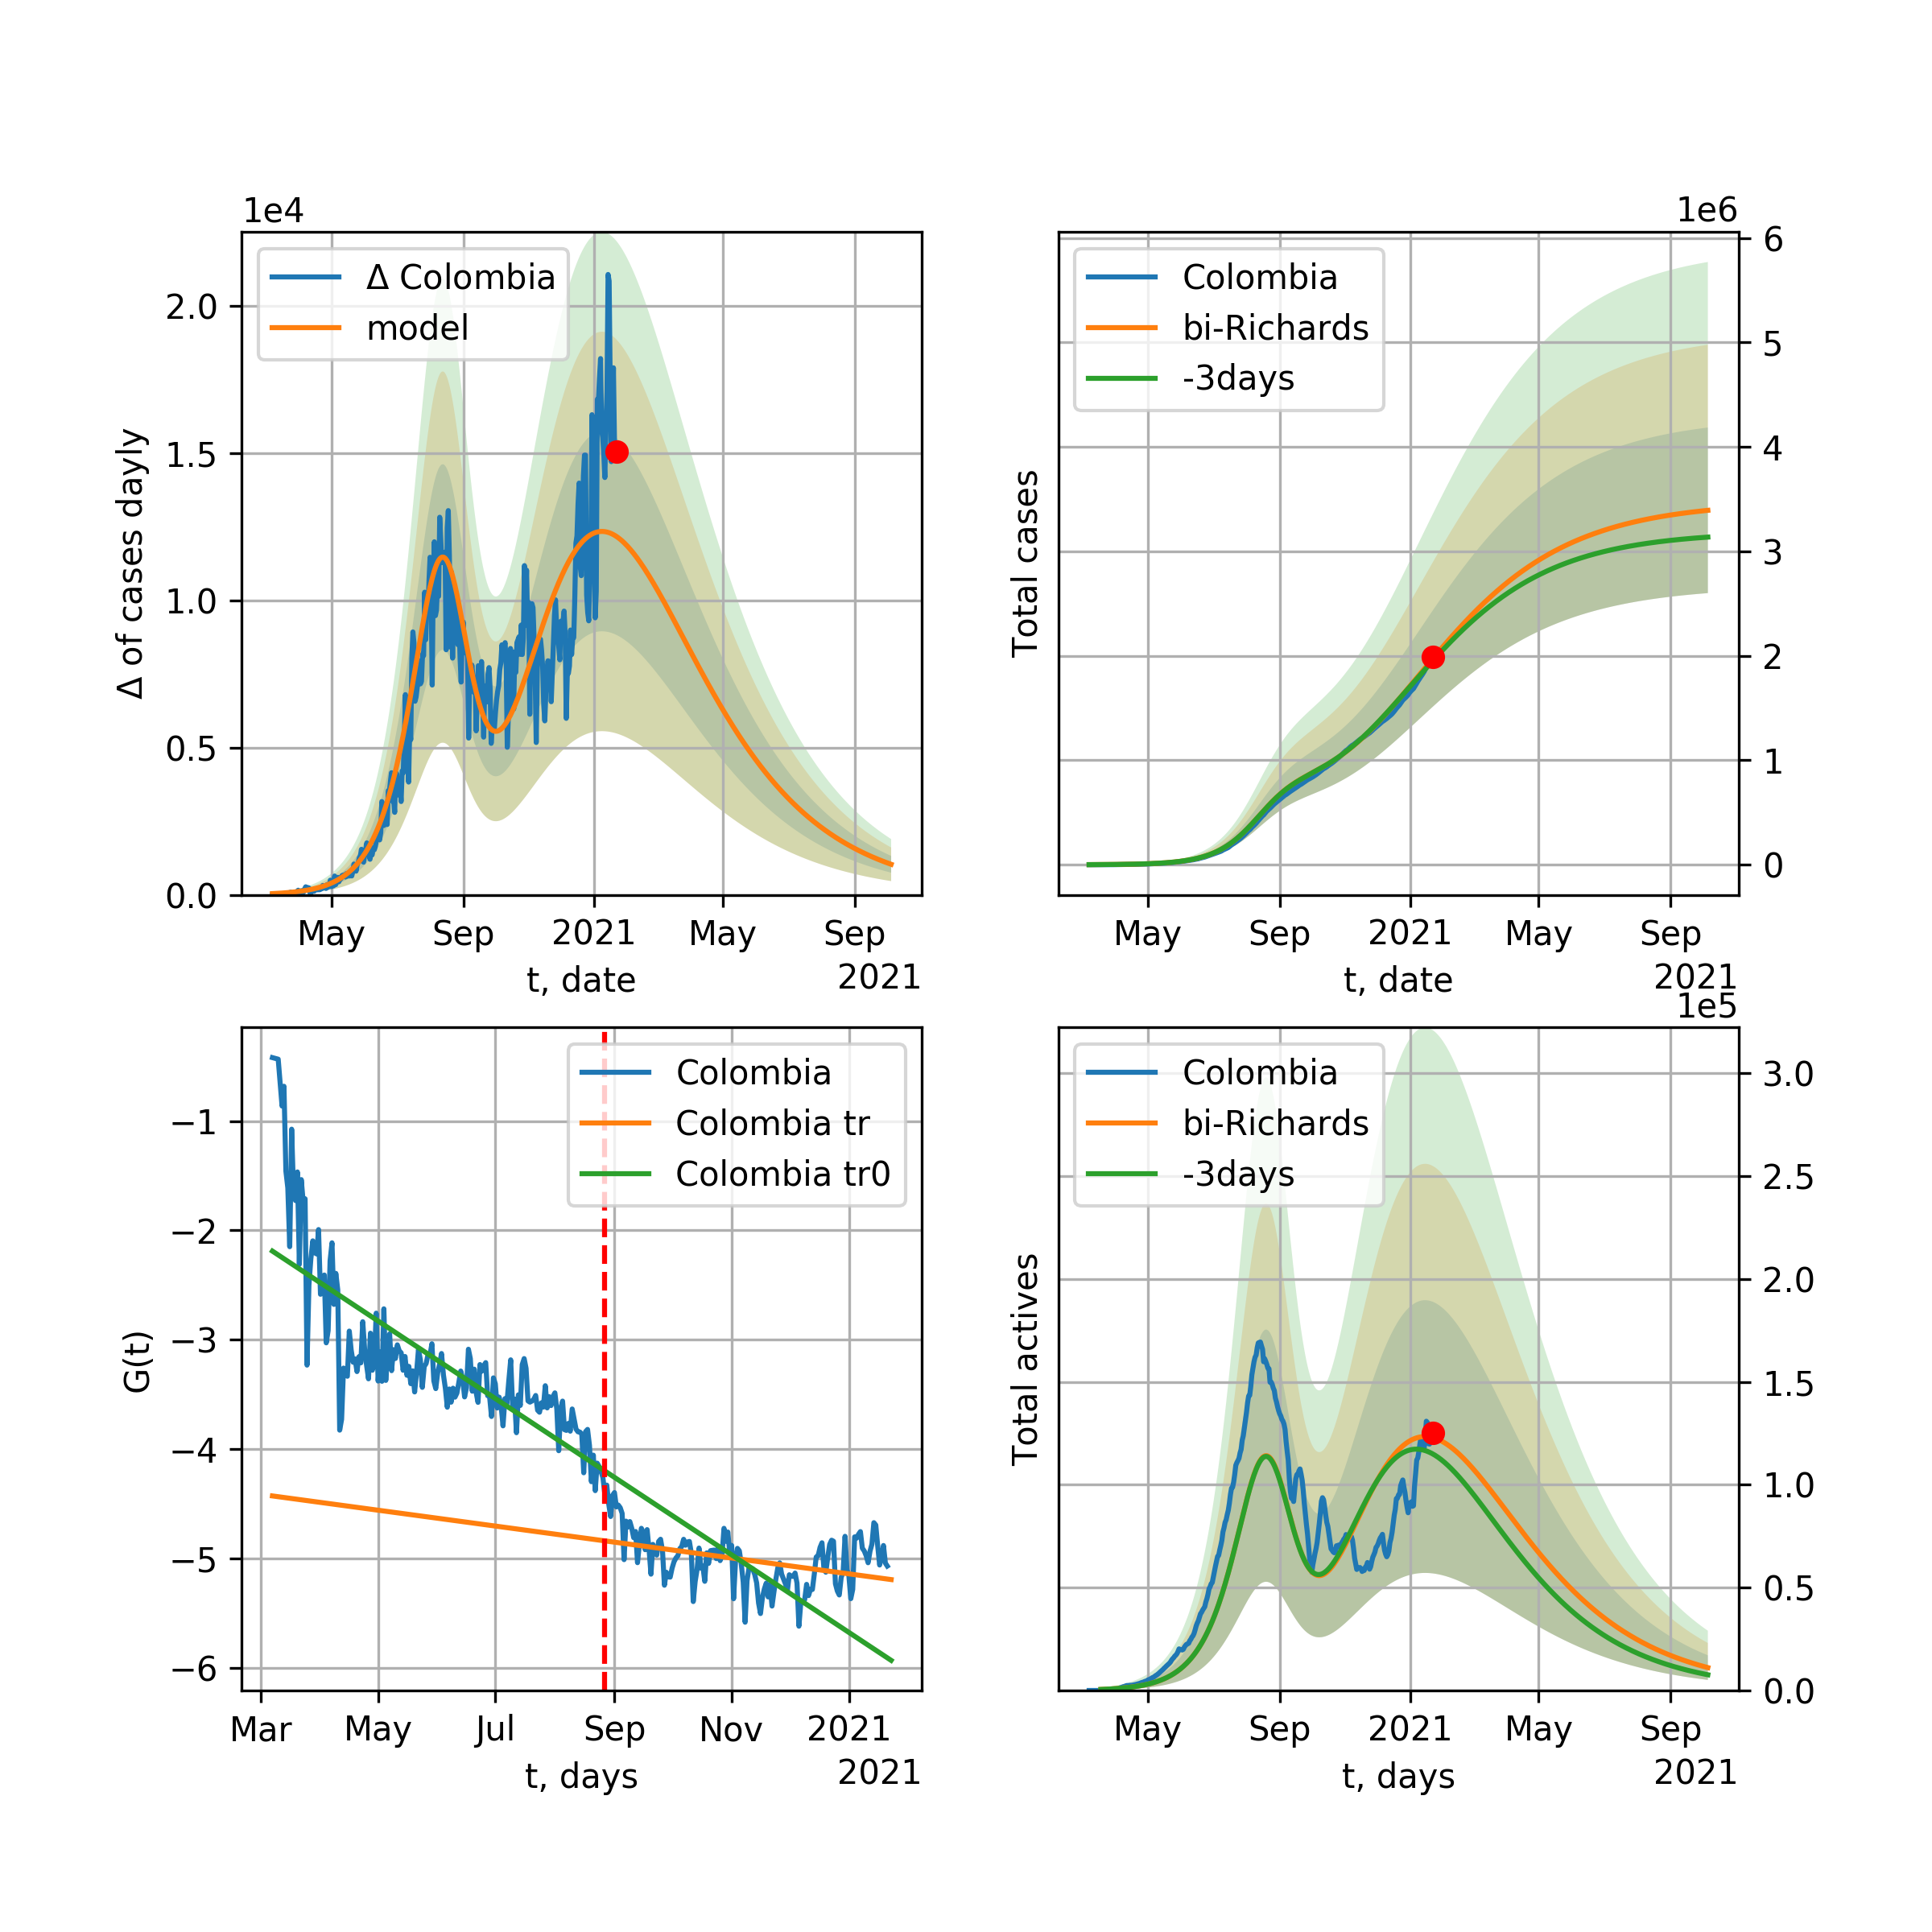 1e4
Δ Colombia
model
2.0
1.5
1.0
0.5
0.0
Δ of cases dayly
May Sep 2021 May Sep
t, date
2021
1e6
Colombia
bi-Richards
-3days
6
5
4
3
2
1
0
Total cases
May Sep 2021 May Sep
t, date
2021
Colombia
Colombia tr
Colombia tr0
−1
−2
−3
−4
−5
−6
G(t)
Mar May Jul Sep Nov 2021
t, days
2021
1e5
Colombia
bi-Richards
-3days
3.0
2.5
2.0
1.5
1.0
0.5
0.0
Total actives
May Sep 2021 May Sep
t, days
2021